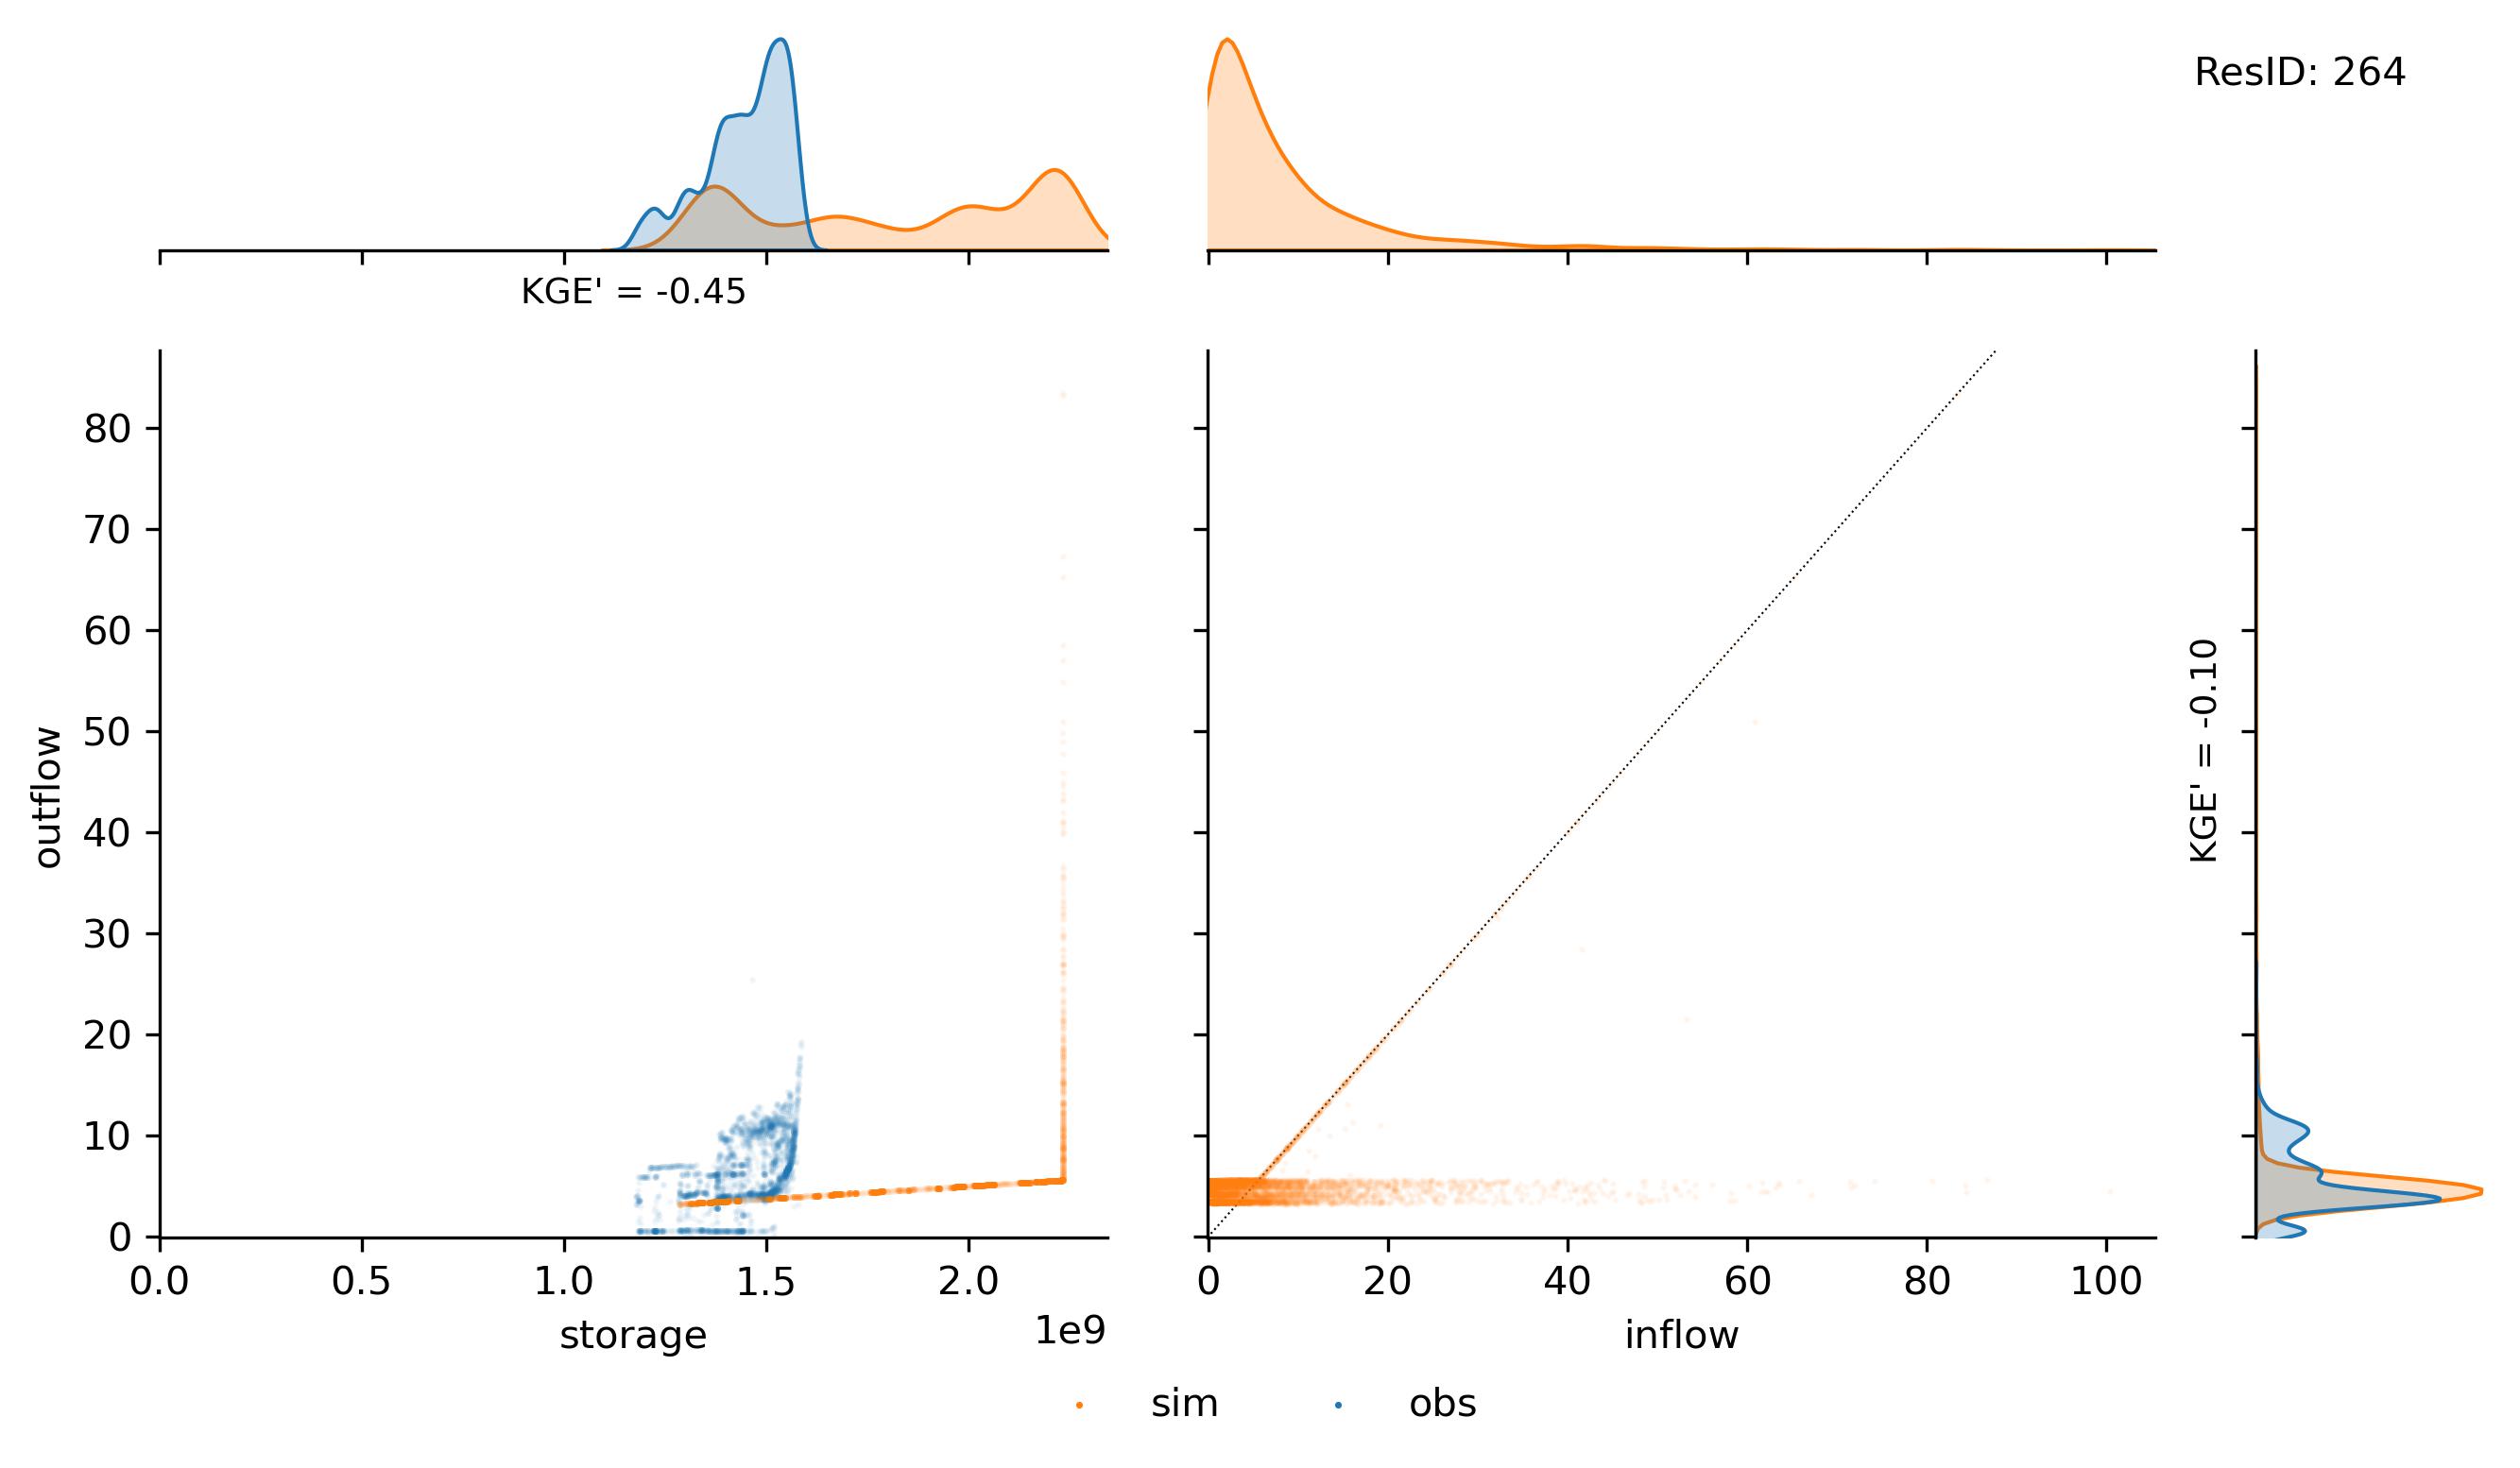 ResID: 264
KGE' = -0.45
80
70
60
50
40
30
20
10
0
outflow
KGE' = -0.10
0.0 0.5 1.0 1.5 2.0
1e9
storage
0 20 40 60 80 100
inflow
sim obs